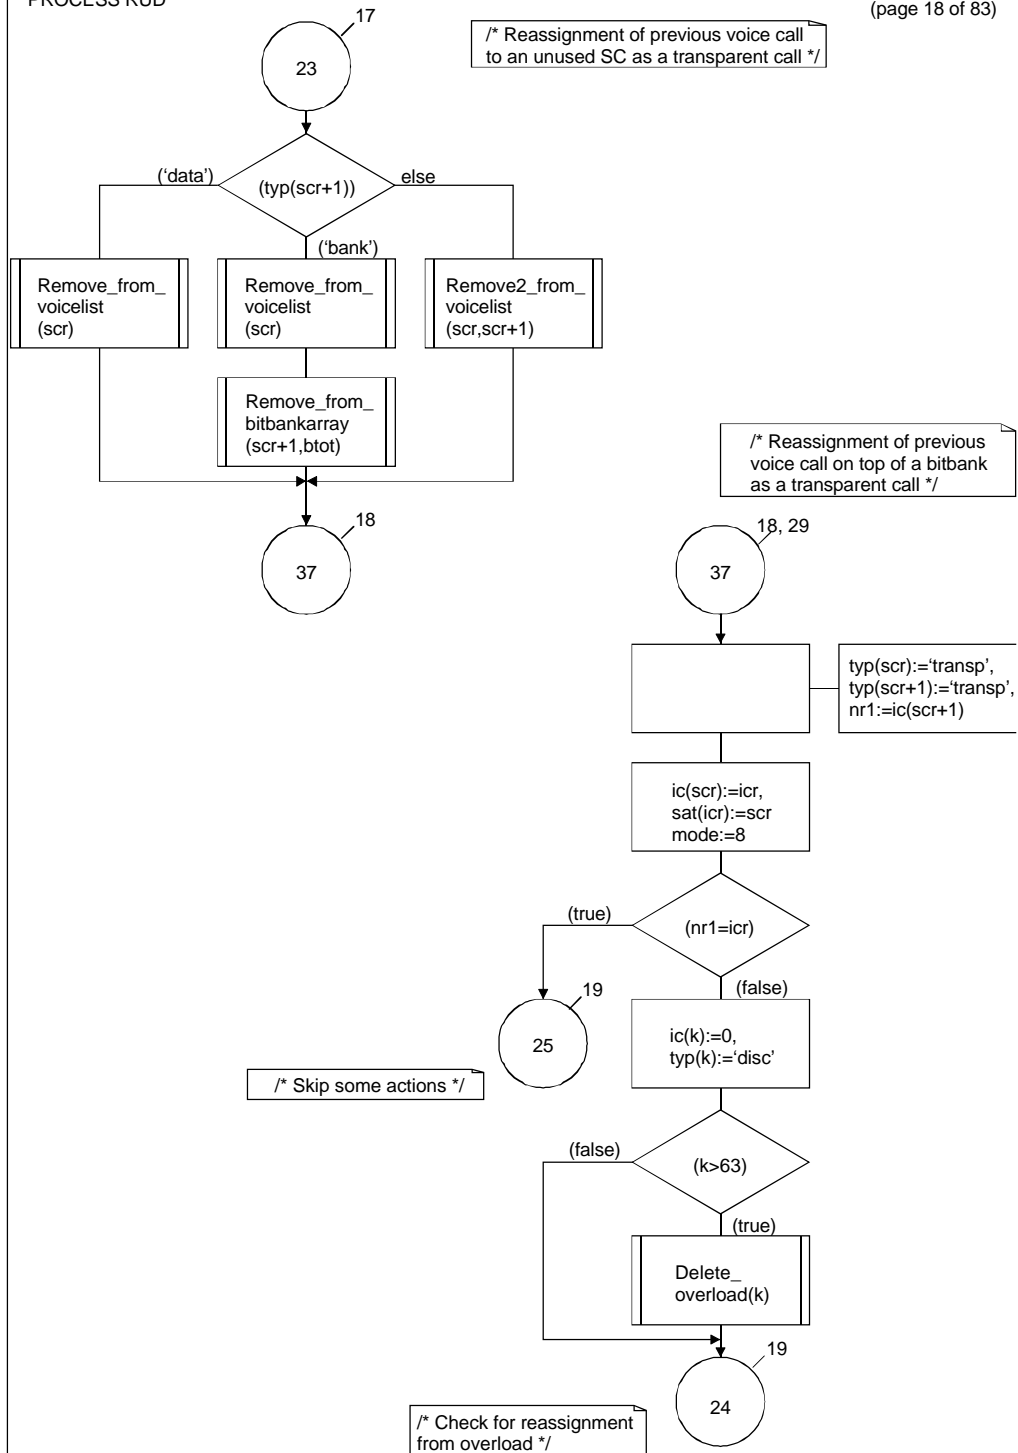 PROCESS RUD
(page 18 of 83)
17
/* Reassignment of previous voice call
to an unused SC as a transparent call */
23
(‘data’)
(typ(scr+1))
else
(‘bank’)
Remove_from_
voicelist
(scr)
Remove_from_
voicelist
(scr)
Remove2_from_
voicelist
(scr,scr+1)
Remove_from_
bitbankarray
(scr+1,btot)
/* Reassignment of previous
voice call on top of a bitbank
as a transparent call */
18
37
18, 29
37
typ(scr):=‘transp’,
typ(scr+1):=‘transp’,
nr1:=ic(scr+1)
ic(scr):=icr,
sat(icr):=scr
mode:=8
(true)
(nr1=icr)
(false)
19
25
ic(k):=0,
typ(k):=‘disc’
/* Skip some actions */
(false)
(k>63)
(true)
Delete_
overload(k)
19
24
/* Check for reassignment
from overload */